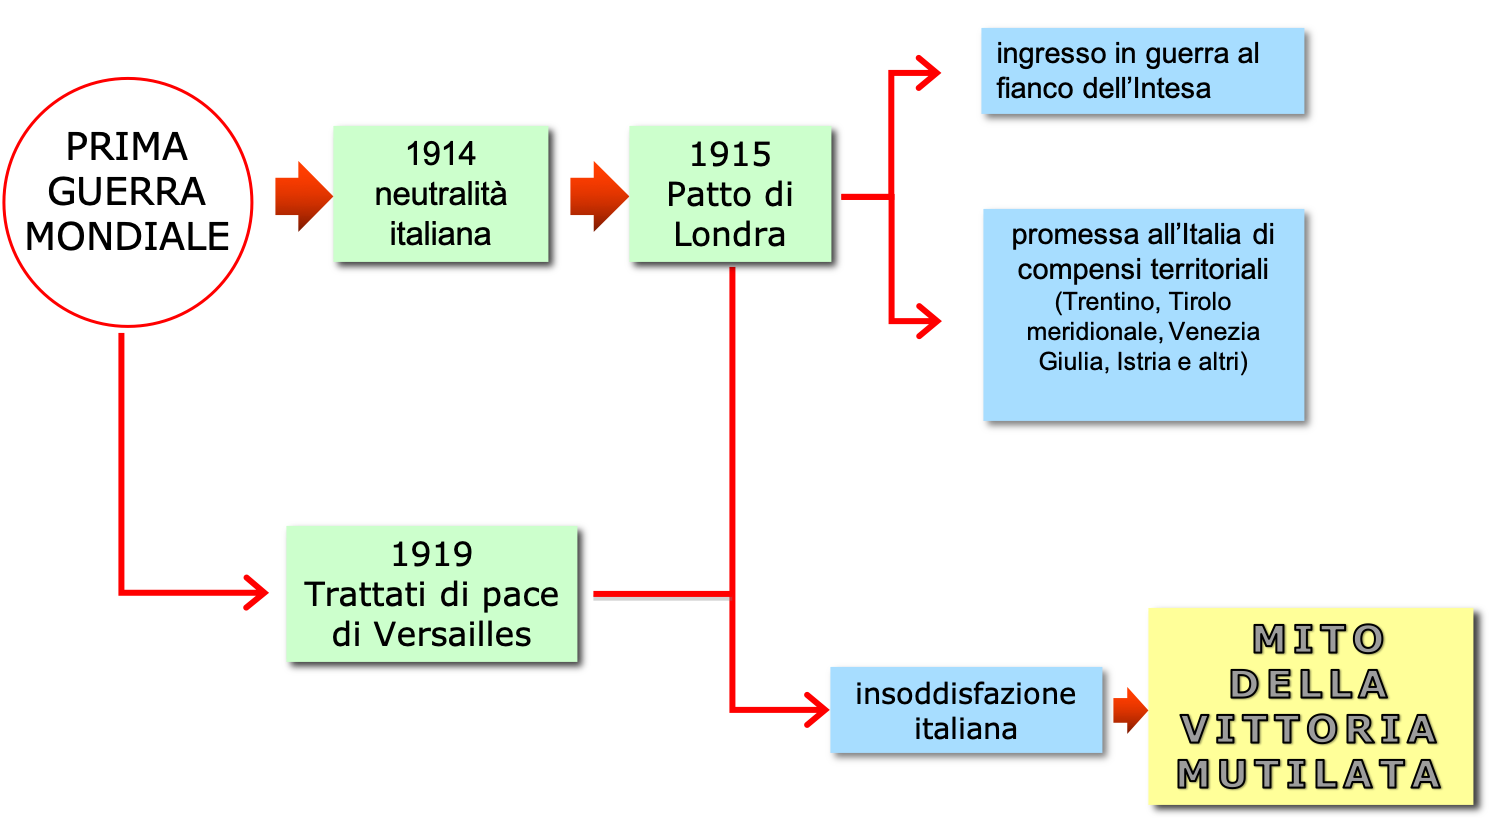 PRIMA
GUERRA
MONDIALE
1914
neutralità
italiana
1915
Patto di
Londra
ingresso in guerra al
fianco dell’Intesa
promessa all’Italia di
compensi territoriali
(Trentino, Tirolo
meridionale, Venezia
Giulia, Istria e altri)
1919
Trattati di pace
di Versailles
insoddisfazione
italiana
MITO
DELLA
VITTORIA
MUTILATA